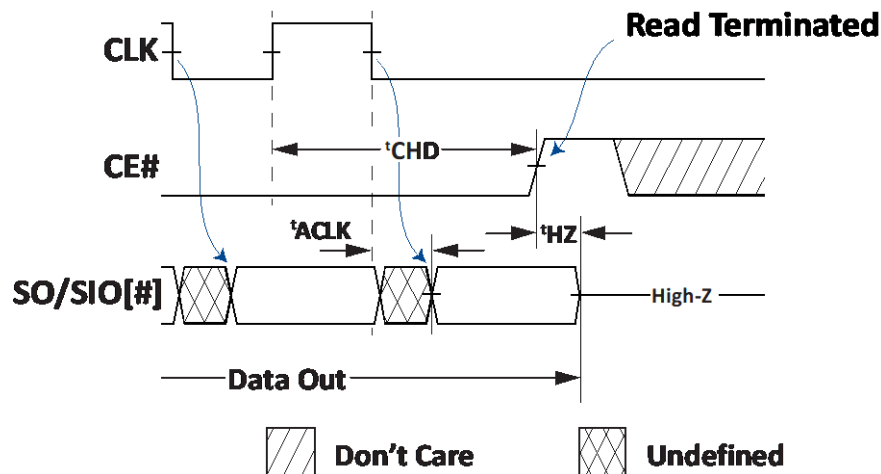 Read Terminated
CLK
tCHD
CE#
tACLK
tHZ
SO/SIO[#]
High-Z
Data Out
Don't Care
Undefined